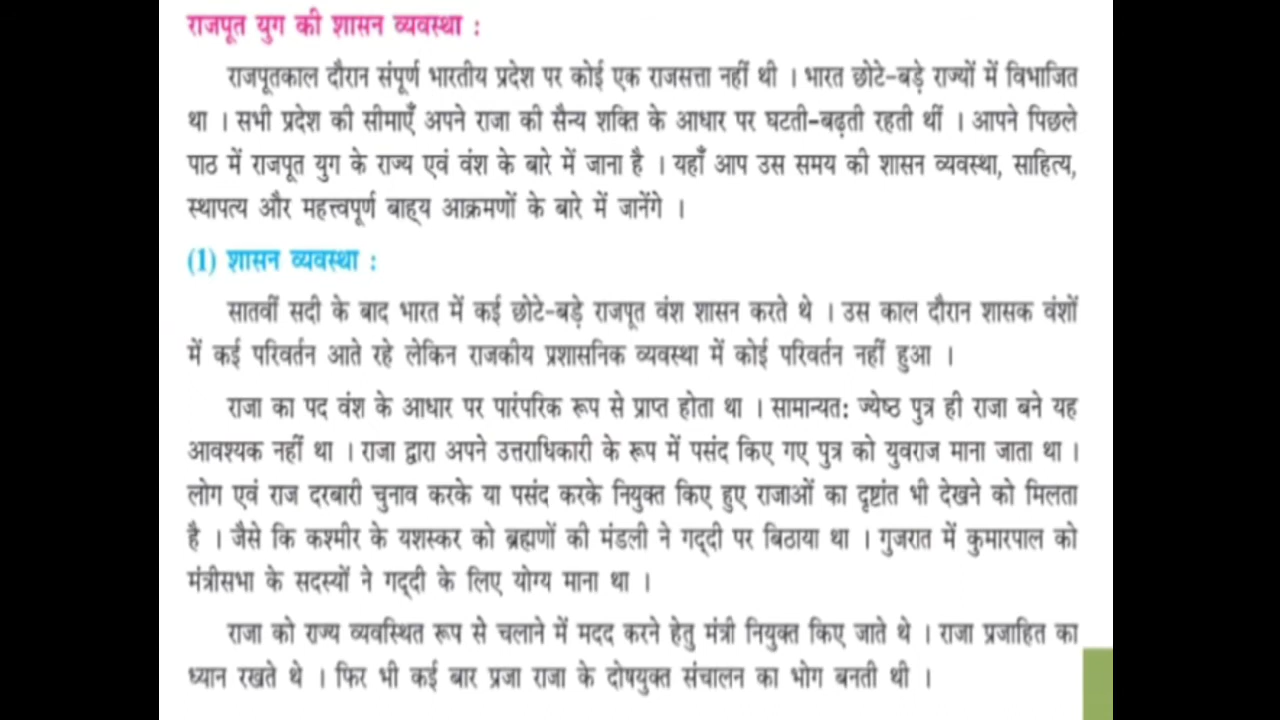 राजपूत युग की शासन व्यवस्था :
राजपूतकाल दौरान संपूर्ण भारतीय प्रदेश पर कोई एक राजसत्ता नहीं थी । भारत छोटे-बड़े राज्यों में विभाजित
था । सभी प्रदेश की सीमाएँ अपने राजा की सैन्य शक्ति के आधार पर घटती-बढ़ती रहती थीं । आपने पिछले
पाठ में राजपूत युग के राज्य एवं वंश के बारे में जाना है । यहाँ आप उस समय की शासन व्यवस्था, साहित्य,
स्थापत्य और महत्त्वपूर्ण बाह्य आक्रमणों के बारे में जानेंगे ।
(1) शासन व्यवस्था :
सातवीं सदी के बाद भारत में कई छोटे-बड़े राजपूत वंश शासन करते थे । उस काल दौरान शासक वंशों
में कई परिवर्तन आते रहे लेकिन राजकीय प्रशासनिक व्यवस्था में कोई परिवर्तन नहीं हुआ ।
राजा का पद वंश के आधार पर पारंपरिक रूप से प्राप्त होता था । सामान्यत: ज्येष्ठ पुत्र ही राजा बने यह
आवश्यक नहीं था । राजा द्वारा अपने उत्तराधिकारी के रूप में पसंद किए गए पुत्र को युवराज माना जाता था ।
लोग एवं राज दरबारी चुनाव करके या पसंद करके नियुक्त किए हुए राजाओं का दृष्टांत भी देखने को मिलता
है । जैसे कि कश्मीर के यशस्कर को ब्रह्मणों की मंडली ने गद्दी पर बिठाया था । गुजरात में कुमारपाल को
मंत्रीसभा के सदस्यों ने गद्दी के लिए योग्य माना था ।
राजा को राज्य व्यवस्थित रूप से चलाने में मदद करने हेतु मंत्री नियुक्त किए जाते थे । राजा प्रजाहित का
ध्यान रखते थे । फिर भी कई बार प्रजा राजा के दोषयुक्त संचालन का भोग बनती थी ।